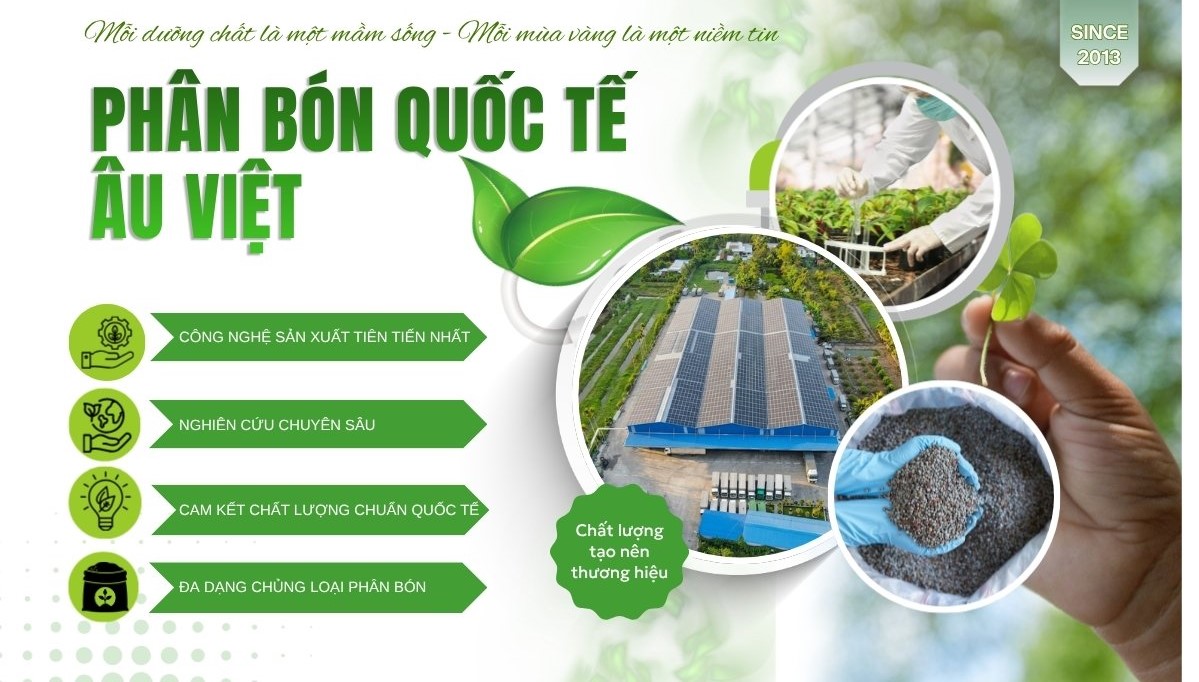 Mỗi dưỡng chất là một mầm sống - Mỗi mùa vàng là một niềm tin
SINCE
2013
PHÂN BÓN QUỐC TẾ
ÂU VIỆT
CÔNG NGHỆ SẢN XUẤT TIÊN TIẾN NHẤT
NGHIÊN CỨU CHUYÊN SÂU
CAM KẾT CHẤT LƯỢNG CHUẨN QUỐC TẾ
ĐA DẠNG CHỦNG LOẠI PHÂN BÓN
Chất lượng
tạo nên
thương hiệu